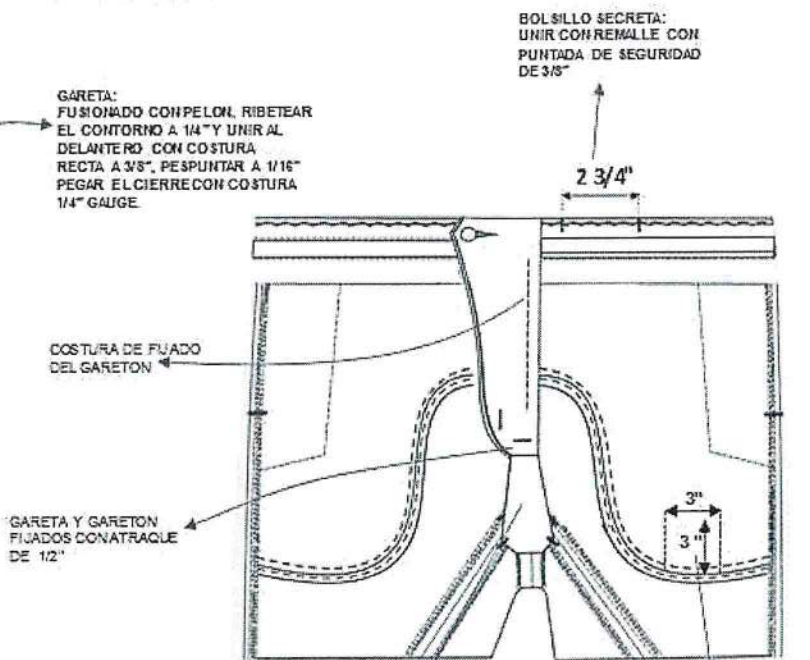 BOLSILLO SECRETA:
UNIR CON REMALLE CON
PUNTADA DE SEGURIDAD
DE 3/8"
GARETA:
FUSIONADO CON PELON, RIBETEAR
EL CONTORNO A 1/4" Y UNIR AL
DELANTERO CON COSTURA
RECTA A 3/8", PESPUNTAR A 1/16"
PEGAR EL CIERRE CON COSTURA
1/4" GAUGE.
2 3/4"
COSTURA DE FIJADO
DEL GARETON
GARETA Y GARETON
FIJADOS CON ATRAQUE
DE 1/2"
3"
3"